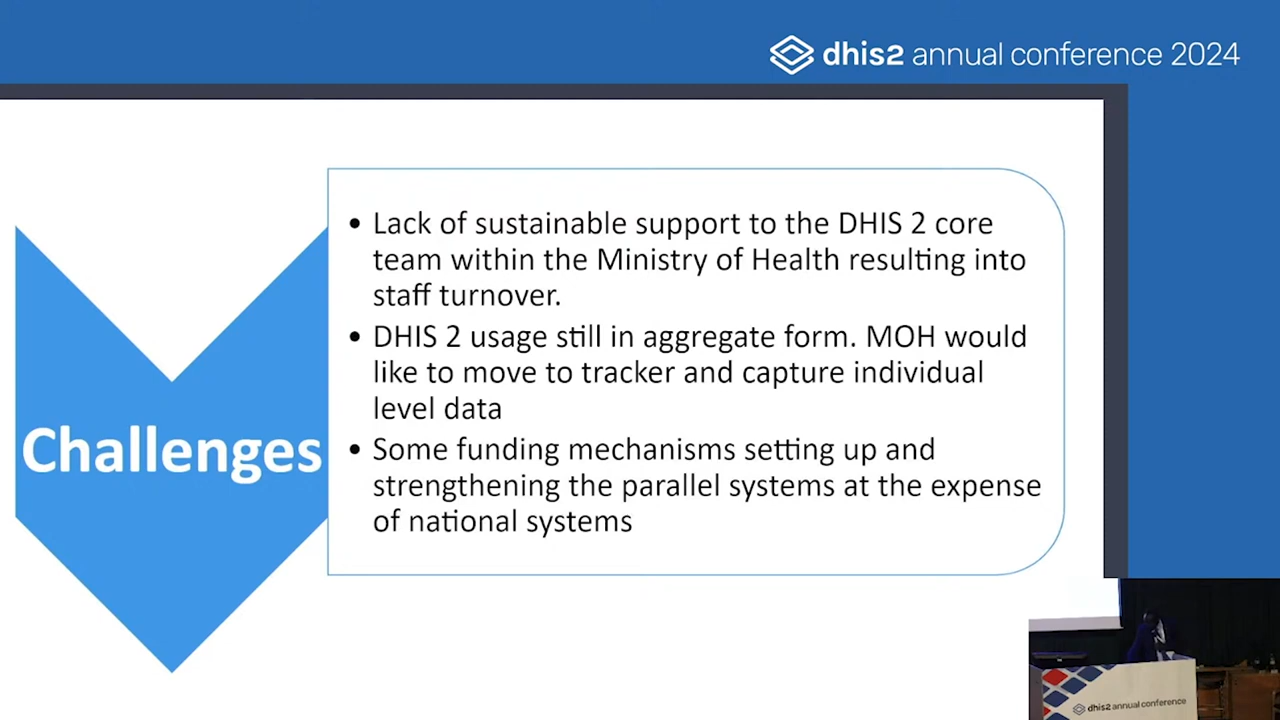 dhis2 annual conference 2024
Challenges
• Lack of sustainable support to the DHIS 2 core
team within the Ministry of Health resulting into
staff turnover.
• DHIS 2 usage still in aggregate form. MOH would
like to move to tracker and capture individual
level data
• Some funding mechanisms setting up and
strengthening the parallel systems at the expense
of national systems
dhis2 annual conference